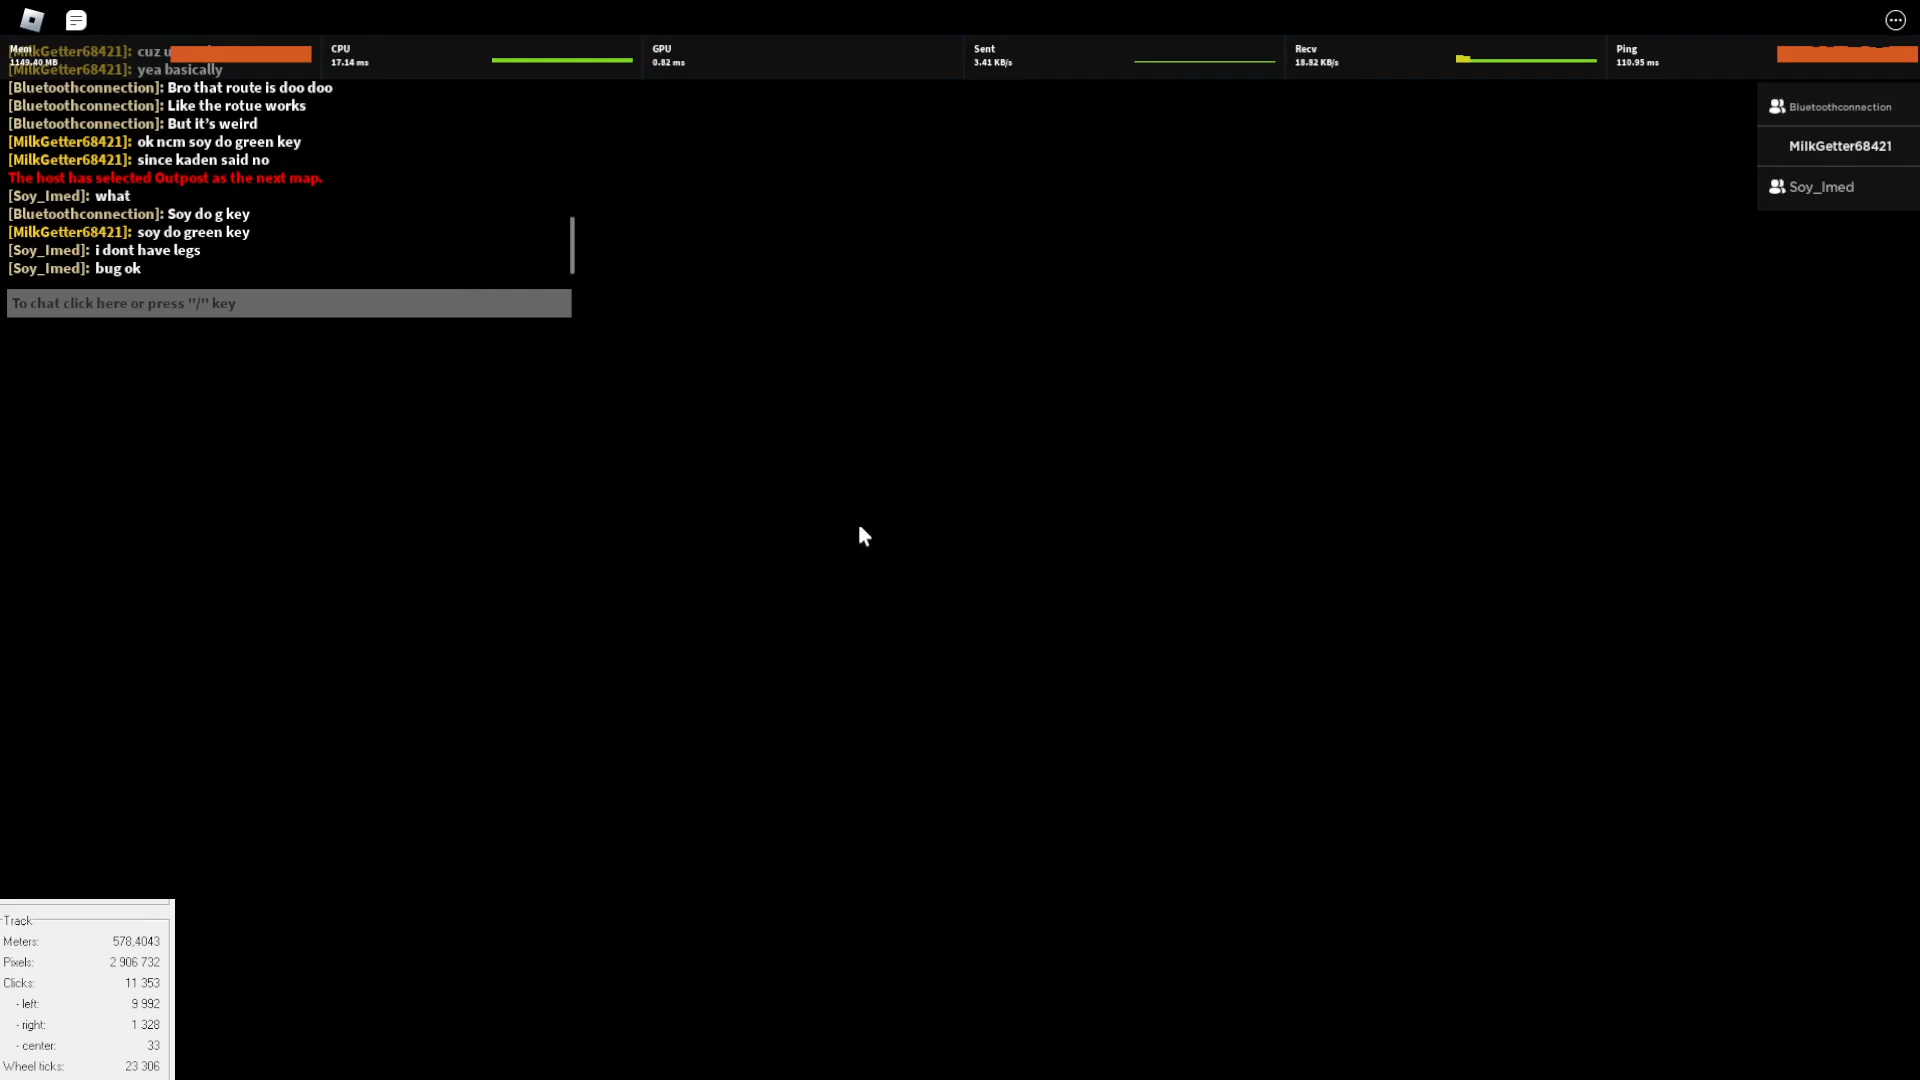 Mem
1149.40 MB
CPU
17.14 ms
GPU
0.82 ms
Sent
3.41 KB/s
Recv
18.82 KB/s
Ping
110.95 ms
[MilkGetter68421]: cuz u
[MilkGetter68421]: yea basically
[Bluetoothconnection]: Bro that route is doo doo
[Bluetoothconnection]: Like the rotue works
[Bluetoothconnection]: But it’s weird
[MilkGetter68421]: ok ncm soy do green key
[MilkGetter68421]: since kaden said no
The host has selected Outpost as the next map.
[Soy_Imed]: what
[Bluetoothconnection]: Soy do g key
[MilkGetter68421]: soy do green key
[Soy_Imed]: i dont have legs
[Soy_Imed]: bug ok
To chat click here or press "/" key
Bluetoothconnection
MilkGetter68421
Soy_Imed
Track
Meters: 578,4043
Pixels: 2 906 732
Clicks: 11 353
- left: 9 992
- right: 1 328
- center: 33
Wheel ticks: 23 306